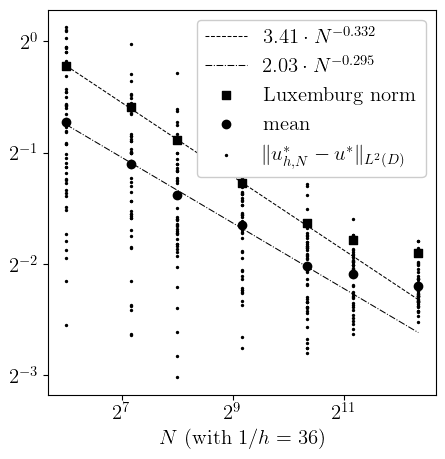 3.41 · N^{-0.332}
2.03 · N^{-0.295}
Luxemburg norm
mean
‖u^*_{h,N} − u^*‖_{L^2(D)}
2^0
2^{−1}
2^{−2}
2^{−3}
2^7 2^9 2^{11}
N (with 1/h = 36)